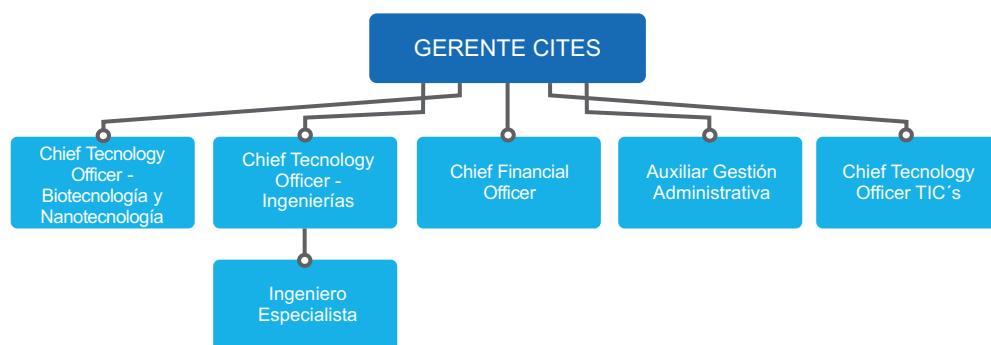 GERENTE CITES
Chief Tecnology
Officer -
Biotecnología y
Nanotecnología
Chief Tecnology
Officer -
Ingenierías
Chief Financial
Officer
Auxiliar Gestión
Administrativa
Chief Tecnology
Officer TIC´s
Ingeniero
Especialista